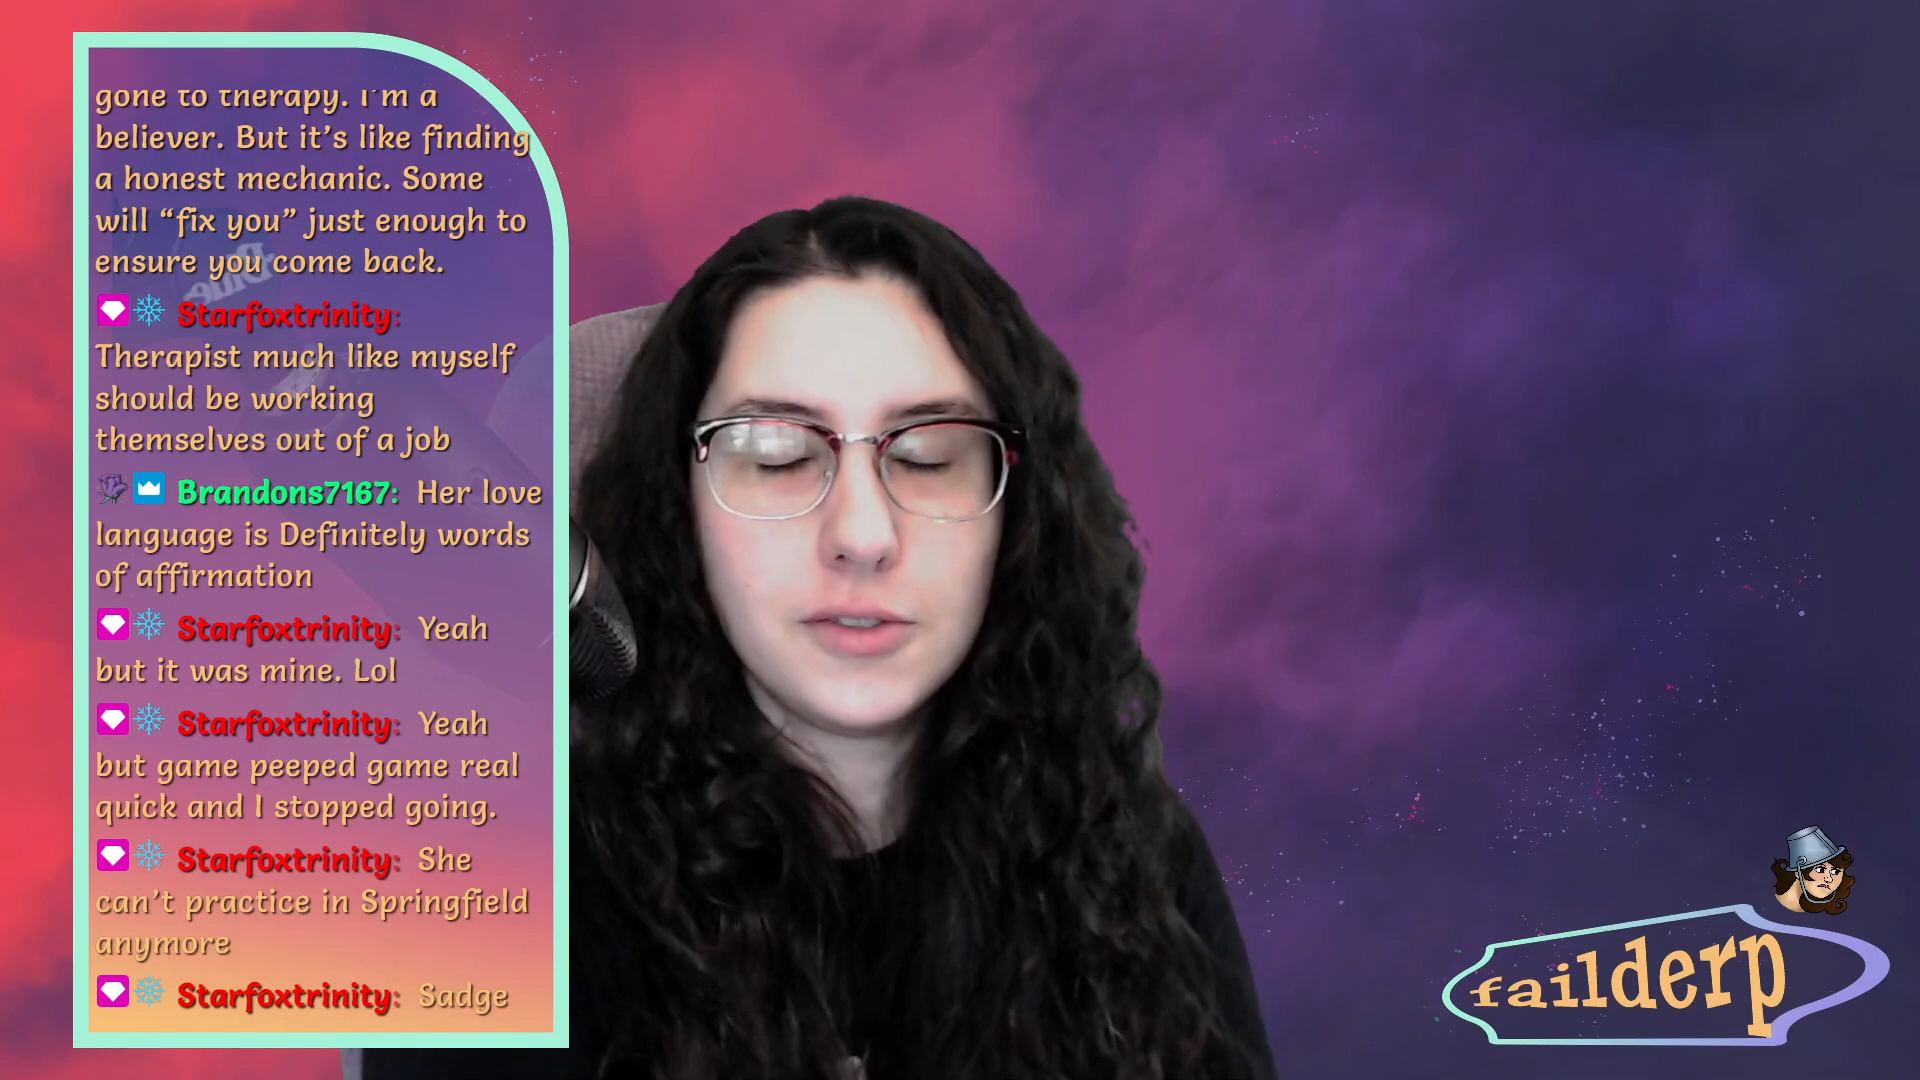 gone to therapy. I'm a
believer. But it's like finding
a honest mechanic. Some
will “fix you” just enough to
ensure you come back.
Starfoxtrinity:
Therapist much like myself
should be working
themselves out of a job
Brandons7167: Her love
language is Definitely words
of affirmation
Starfoxtrinity: Yeah
but it was mine. Lol
Starfoxtrinity: Yeah
but game peeped game real
quick and I stopped going.
Starfoxtrinity: She
can't practice in Springfield
anymore
Starfoxtrinity: Sadge
failderp